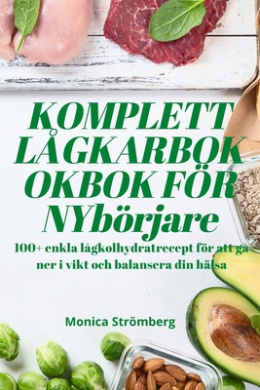 KOMPLETT
LÅGKARBOK
OKBOK FÖR
NYbörjare
100+ enkla lågkolhydratrecept för att gå
ner i vikt och balansera din hälsa
Monica Strömberg